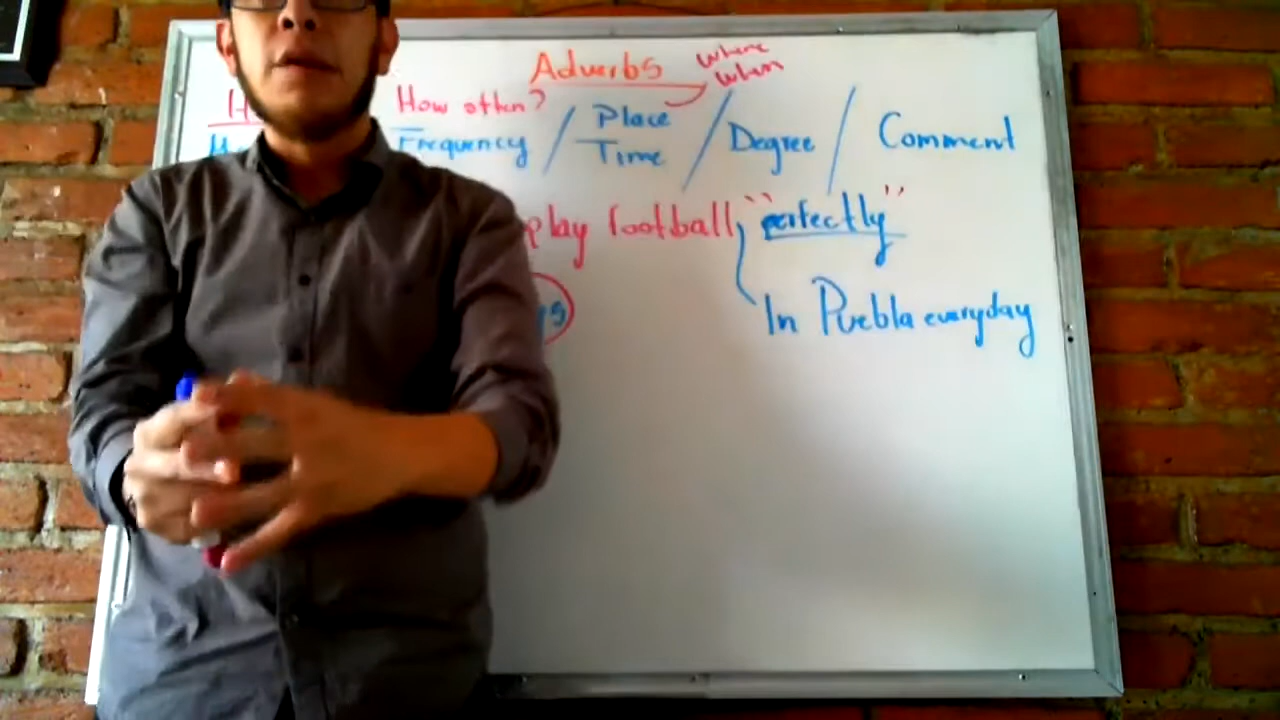 Adverbs where
when
How often?
Frequency / Place / Degree / Comment
Time
play football "perfectly"
In Puebla everyday